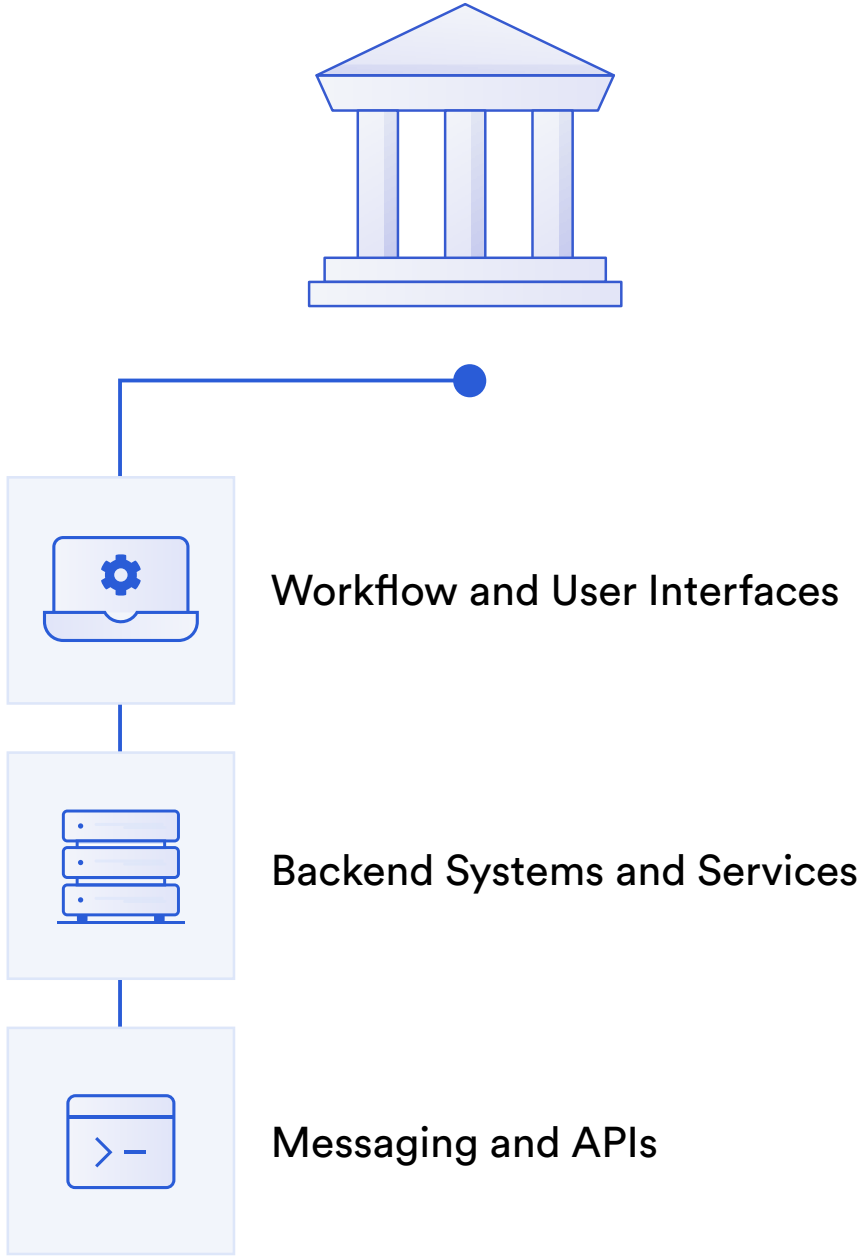 Workflow and User Interfaces
Backend Systems and Services
Messaging and APIs